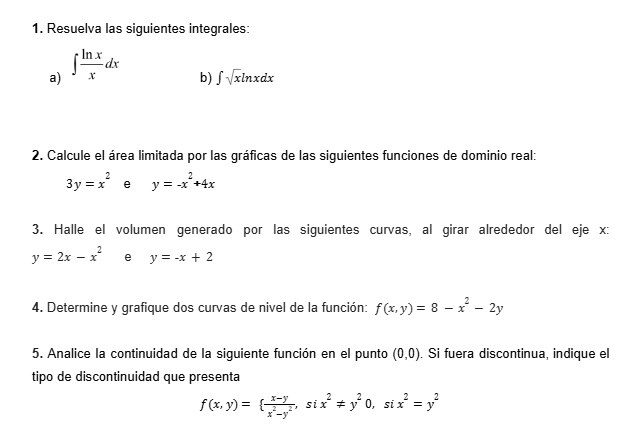 1. Resuelva las siguientes integrales:
a) ∫ ln x / x dx b) ∫ √x lnxdx
2. Calcule el área limitada por las gráficas de las siguientes funciones de dominio real:
3y = x² e y = -x²+4x
3. Halle el volumen generado por las siguientes curvas, al girar alrededor del eje x:
y = 2x − x² e y = -x + 2
4. Determine y grafique dos curvas de nivel de la función: f(x,y) = 8 − x² − 2y
5. Analice la continuidad de la siguiente función en el punto (0,0). Si fuera discontinua, indique el
tipo de discontinuidad que presenta
f(x,y) = { x−y / x²−y², si x² ≠ y² 0, si x² = y²